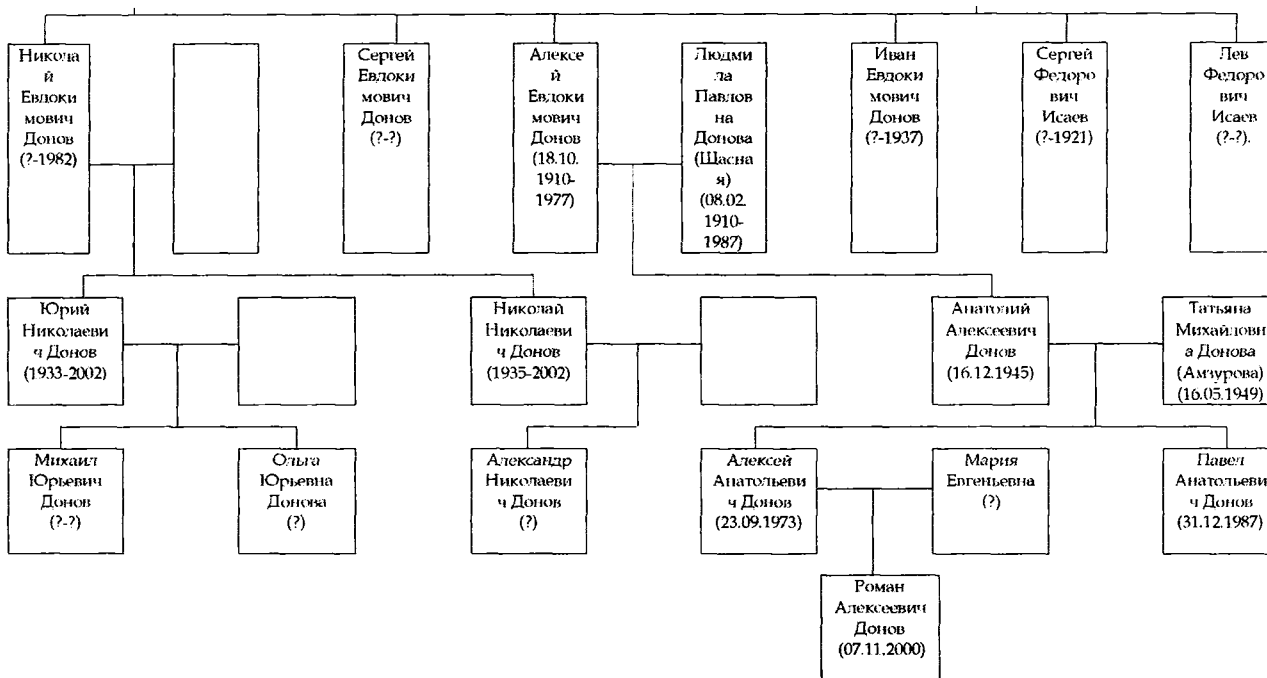 Никола
й
Евдоки
мович
Донов
(?-1982)
Сергей
Евдоки
мович
Донов
(?-?)
Алексе
й
Евдоки
мович
Донов
(18.10.
1910-
1977)
Людми
ла
Павлов
на
Донова
(Щасна
я)
(08.02.
1910-
1987)
Иван
Евдоки
мович
Донов
(?-1937)
Сергей
Федоро
вич
Исаев
(?-1921)
Лев
Федоро
вич
Исаев
(?-?).
Юрий
Николаеви
ч Донов
(1933-2002)
Николай
Николаеви
ч Донов
(1935-2002)
Анатолий
Алексеевич
Донов
(16.12.1945)
Татьяна
Михайловн
а Донова
(Амзурова)
(16.05.1949)
Михаил
Юрьевич
Донов
(?-?)
Ольга
Юрьевна
Донова
(?)
Александр
Николаеви
ч Донов
(?)
Алексей
Анатольеви
ч Донов
(23.09.1973)
Мария
Евгеньевна
(?)
Павел
Анатольеви
ч Донов
(31.12.1987)
Роман
Алексеевич
Донов
(07.11.2000)